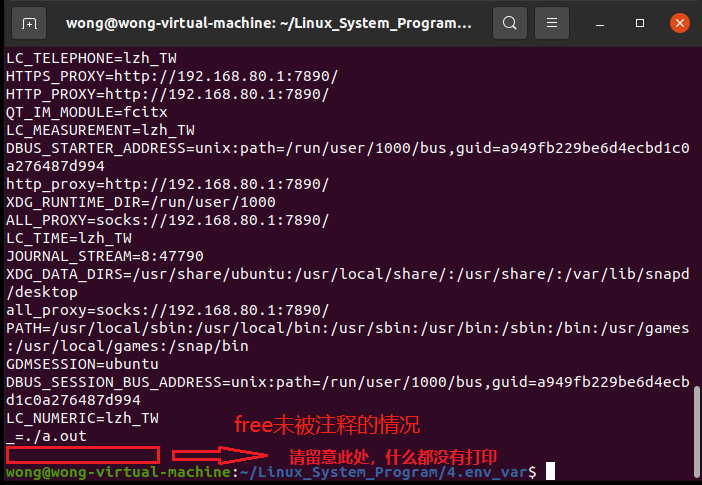 wong@wong-virtual-machine: ~/Linux_System_Program...
LC_TELEPHONE=lzh_TW
HTTPS_PROXY=http://192.168.80.1:7890/
HTTP_PROXY=http://192.168.80.1:7890/
QT_IM_MODULE=fcitx
LC_MEASUREMENT=lzh_TW
DBUS_STARTER_ADDRESS=unix:path=/run/user/1000/bus,guid=a949fb229be6d4ecbd1c0
a276487d994
http_proxy=http://192.168.80.1:7890/
XDG_RUNTIME_DIR=/run/user/1000
ALL_PROXY=socks://192.168.80.1:7890/
LC_TIME=lzh_TW
JOURNAL_STREAM=8:47790
XDG_DATA_DIRS=/usr/share/ubuntu:/usr/local/share/:/usr/share/:/var/lib/snapd
/desktop
all_proxy=socks://192.168.80.1:7890/
PATH=/usr/local/sbin:/usr/local/bin:/usr/sbin:/usr/bin:/sbin:/bin:/usr/games
:/usr/local/games:/snap/bin
GDMSESSION=ubuntu
DBUS_SESSION_BUS_ADDRESS=unix:path=/run/user/1000/bus,guid=a949fb229be6d4ecb
d1c0a276487d994
LC_NUMERIC=lzh_TW
free未被注释的情况
_=./a.out
请留意此处，什么都没有打印
wong@wong-virtual-machine:~/Linux_System_Program/4.env_var$